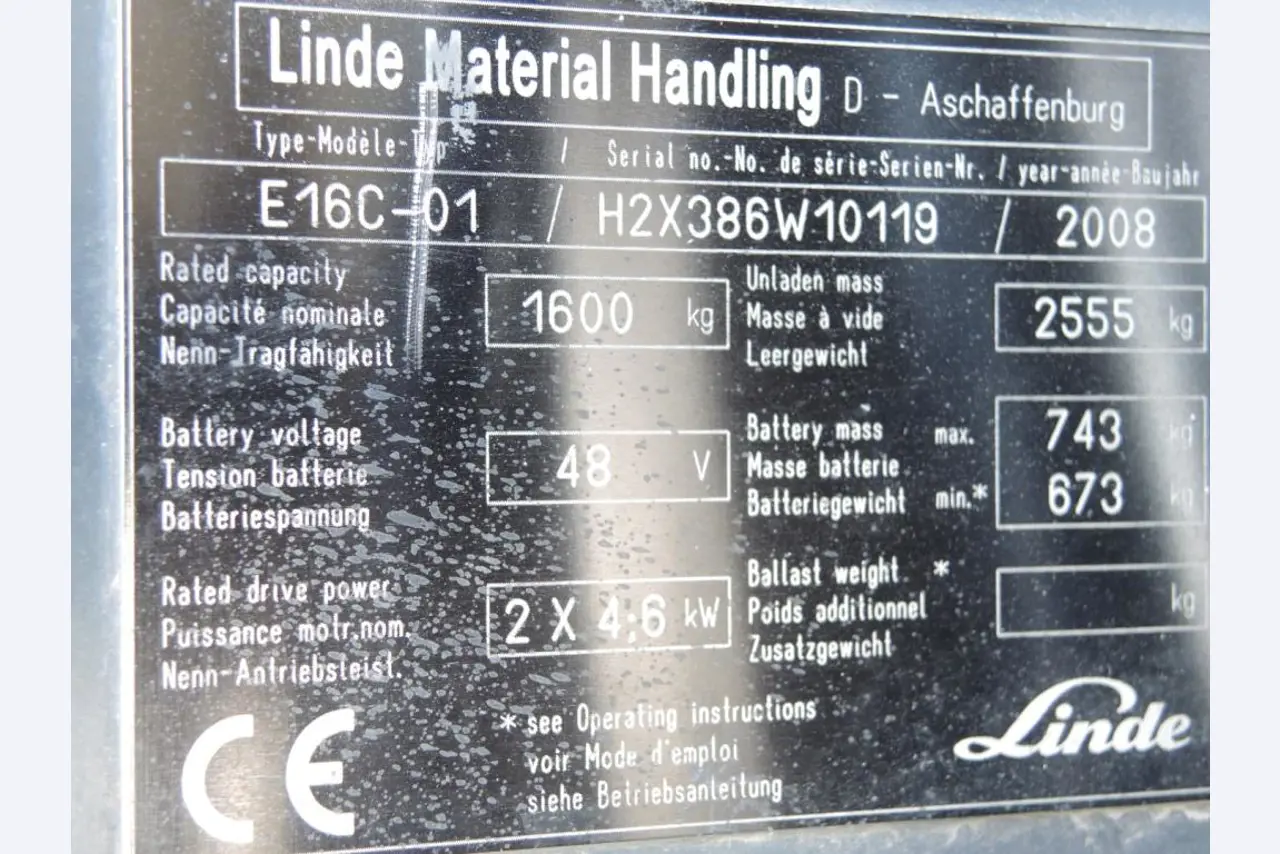 Linde Material Handling D - Aschaffenburg
Type-Modèle-Typ / Serial no.-No. de série-Serien-Nr. / year-année-Baujahr
E16C-01 / H2X386W10119 / 2008
Rated capacity
Capacité nominale
Nenn-Tragfähigkeit
1600 kg
Unladen mass
Masse à vide
Leergewicht
2555 kg
Battery voltage
Tension batterie
Batteriespannung
48 V
Battery mass max. 743 kg
Masse batterie
Batteriegewicht min.* 673 kg
Rated drive power
Puissance motr.nom.
Nenn-Antriebsleist.
2 X 4,6 kW
Ballast weight *
Poids additionnel
Zusatzgewicht
kg
* see Operating instructions
voir Mode d'emploi
siehe Betriebsanleitung
CE
Linde